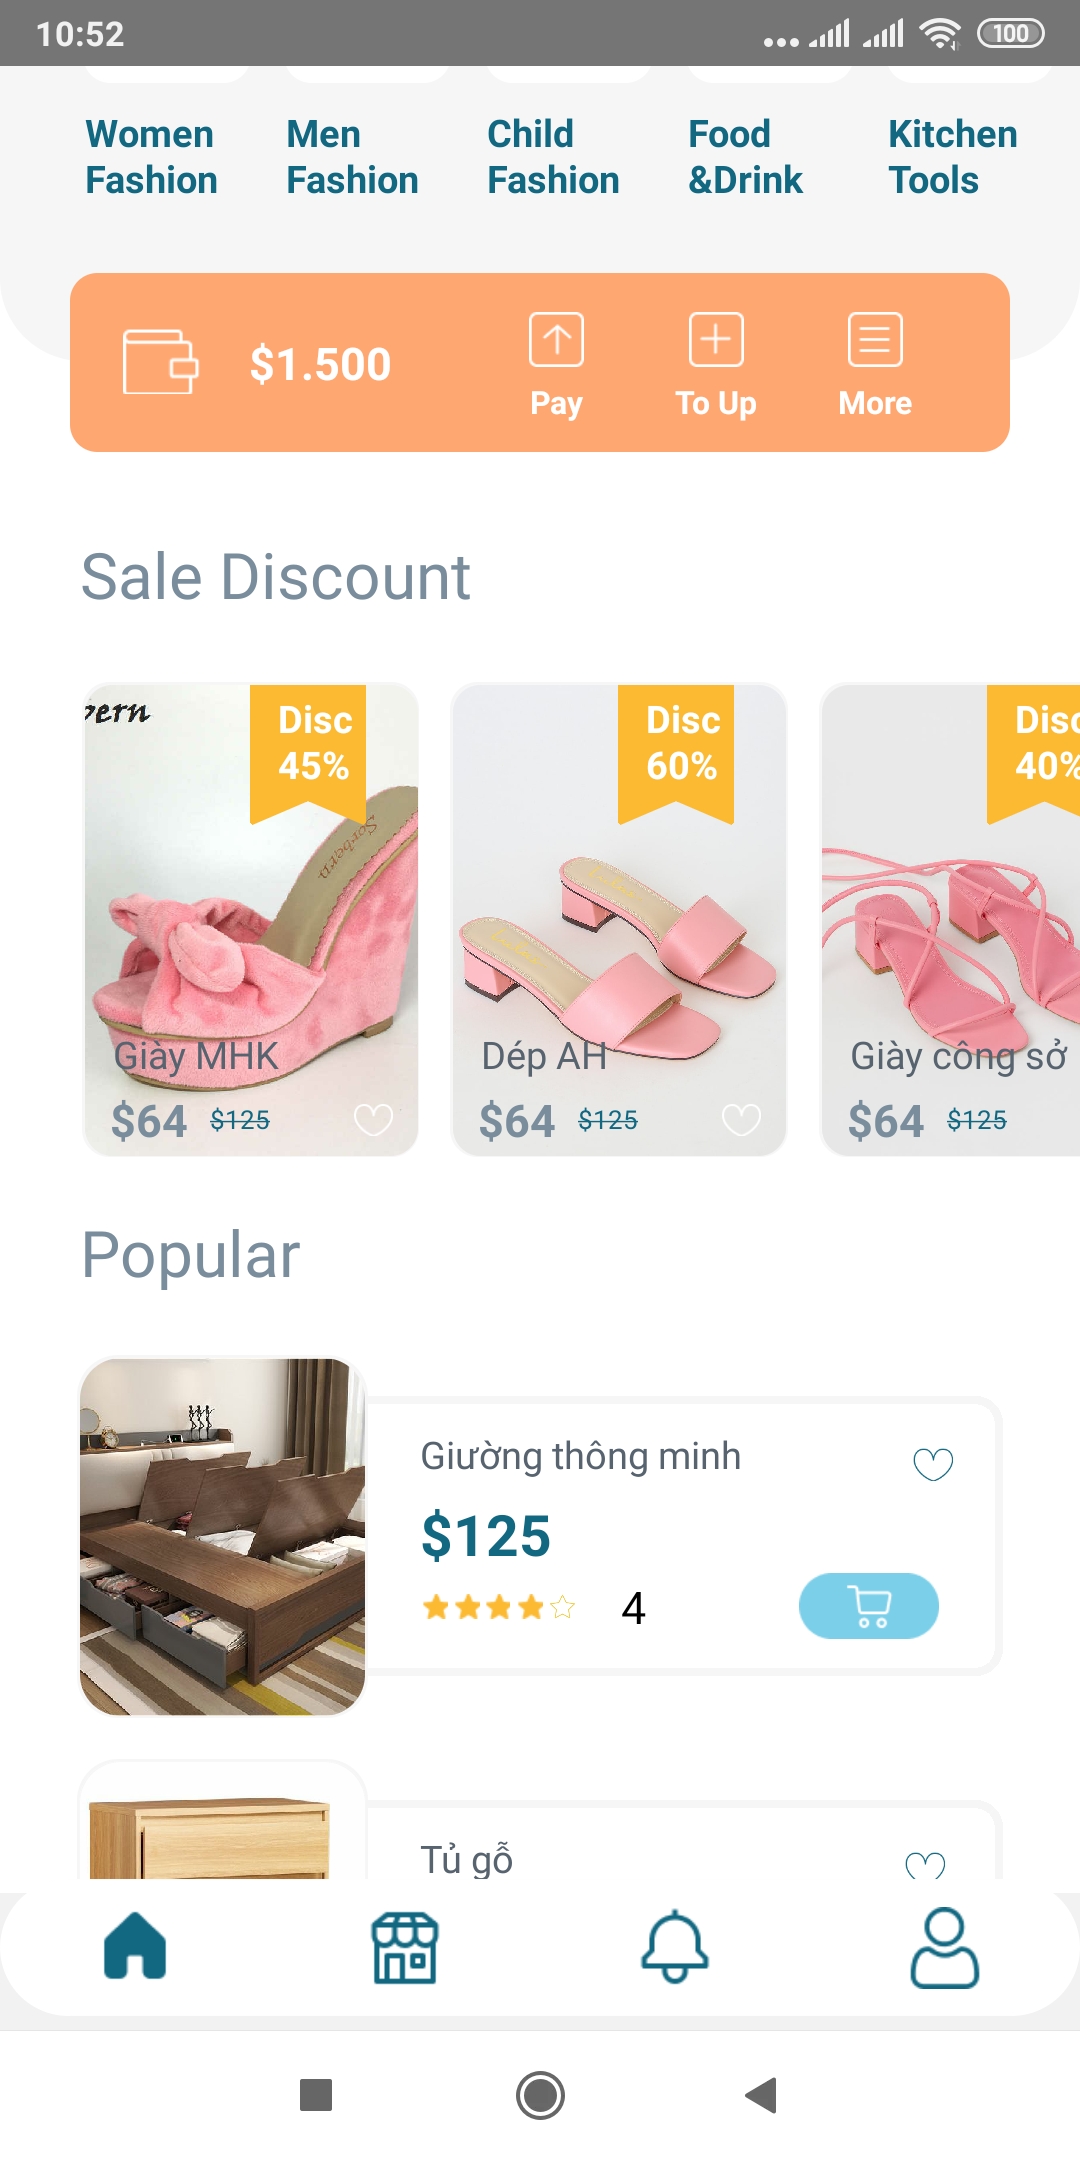 10:52
100
Women
Fashion
Men
Fashion
Child
Fashion
Food
&Drink
Kitchen
Tools
$1.500
Pay
To Up
More
Sale Discount
Disc
45%
Sorbern
Giày MHK
$64 $125
Disc
60%
Dép AH
$64 $125
Disc
40%
Giày công sở
$64 $125
Popular
Giường thông minh
$125
4
Tủ gỗ